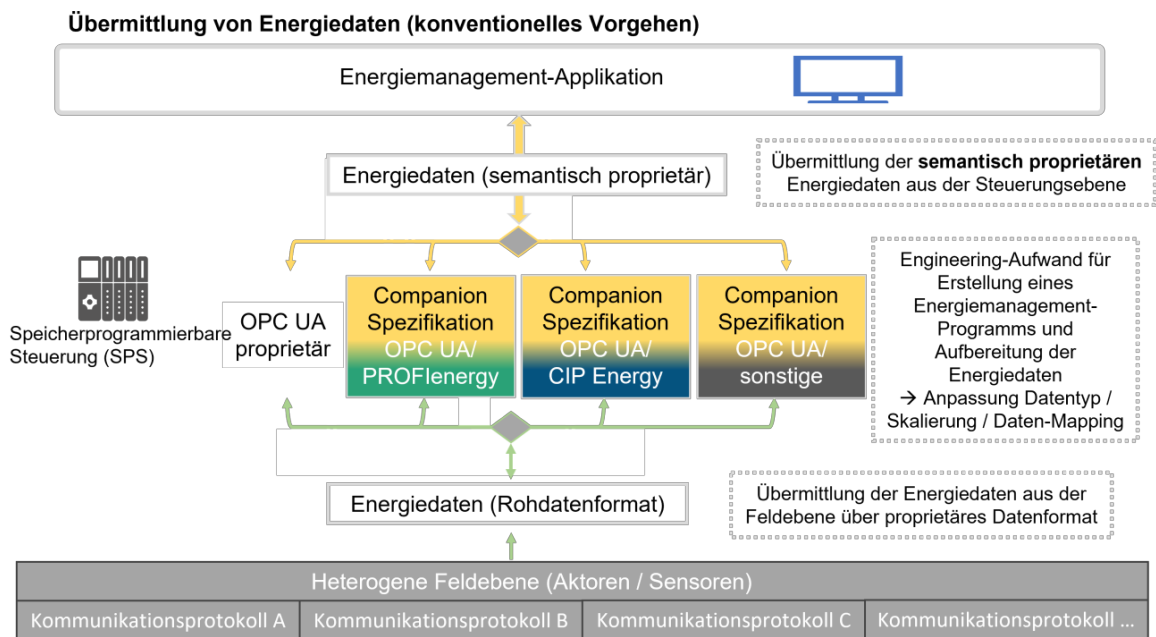 Übermittlung von Energiedaten (konventionelles Vorgehen)
Energiemanagement-Applikation
Energiedaten (semantisch proprietär)
Übermittlung der semantisch proprietären
Energiedaten aus der Steuerungsebene
Speicherprogrammierbare
Steuerung (SPS)
OPC UA
proprietär
Companion
Spezifikation
OPC UA/
PROFIenergy
Companion
Spezifikation
OPC UA/
CIP Energy
Companion
Spezifikation
OPC UA/
sonstige
Engineering-Aufwand für
Erstellung eines
Energiemanagement-
Programms und
Aufbereitung der
Energiedaten
→ Anpassung Datentyp /
Skalierung / Daten-Mapping
Energiedaten (Rohdatenformat)
Übermittlung der Energiedaten aus der
Feldebene über proprietäres Datenformat
Heterogene Feldebene (Aktoren / Sensoren)
Kommunikationsprotokoll A
Kommunikationsprotokoll B
Kommunikationsprotokoll C
Kommunikationsprotokoll ...